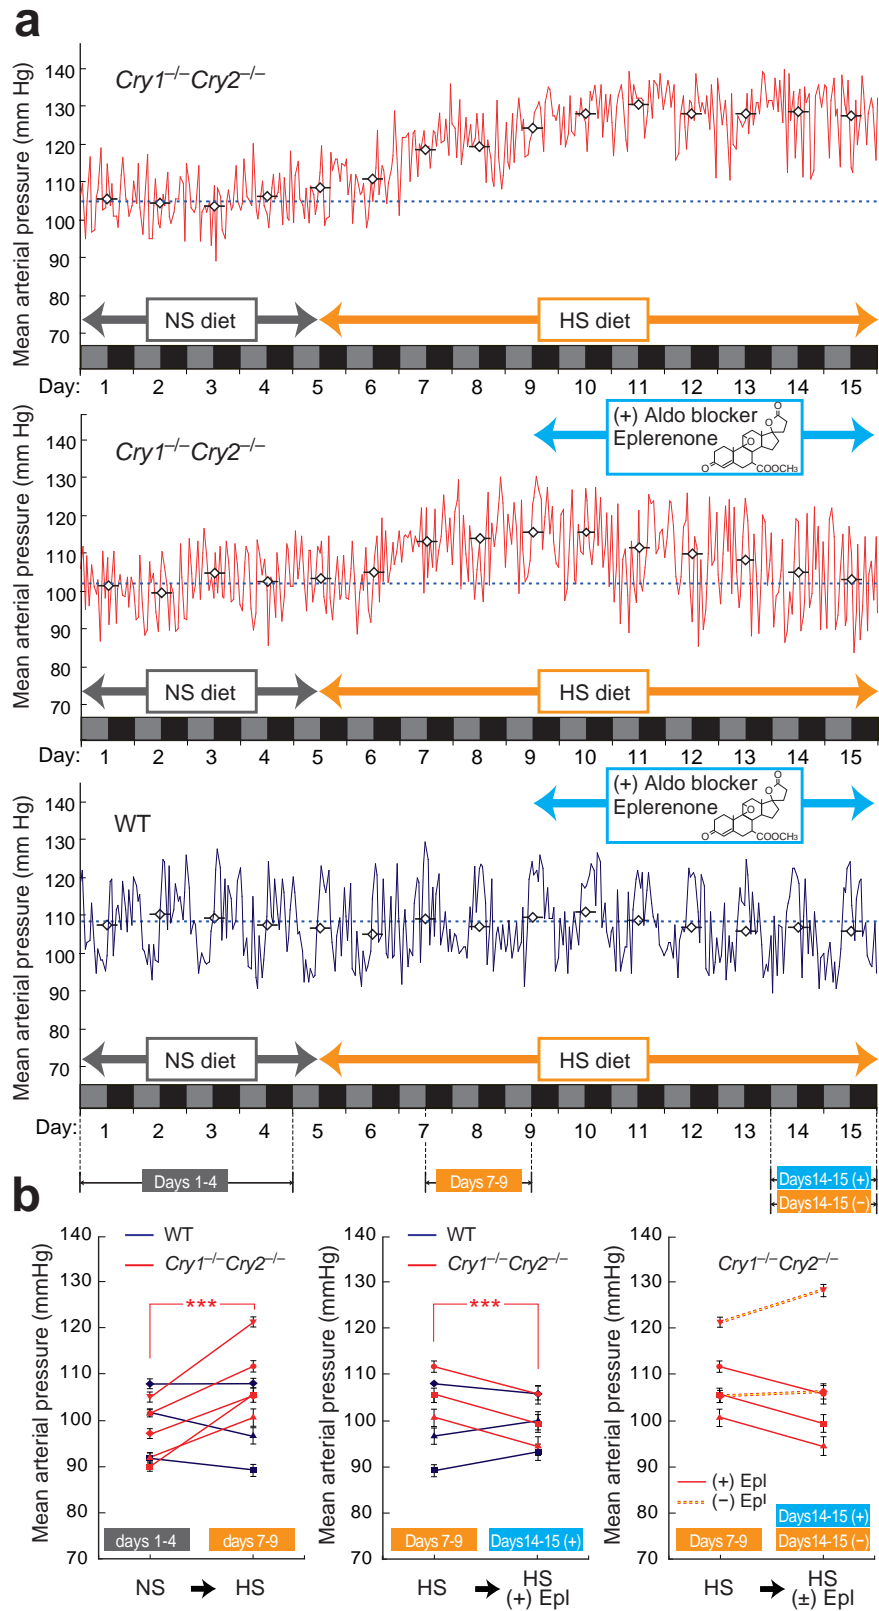 a
Mean arterial pressure (mm Hg)
140
130
120
110
100
90
80
70
Cry1–/–Cry2–/–
NS diet
HS diet
Day: 1 2 3 4 5 6 7 8 9 10 11 12 13 14 15
Mean arterial pressure (mm Hg)
140
130
120
110
100
90
80
70
Cry1–/–Cry2–/–
(+) Aldo blocker
Eplerenone
O
O
O
O
COOCH3
NS diet
HS diet
Day: 1 2 3 4 5 6 7 8 9 10 11 12 13 14 15
Mean arterial pressure (mm Hg)
140
130
120
110
100
90
80
70
WT
(+) Aldo blocker
Eplerenone
O
O
O
O
COOCH3
NS diet
HS diet
Day: 1 2 3 4 5 6 7 8 9 10 11 12 13 14 15
Days 1-4
Days 7-9
Days14-15 (+)
Days14-15 (–)
b
Mean arterial pressure (mmHg)
140
130
120
110
100
90
80
70
WT
Cry1–/–Cry2–/–
***
days 1-4
days 7-9
NS
HS
Mean arterial pressure (mmHg)
140
130
120
110
100
90
80
70
WT
Cry1–/–Cry2–/–
***
Days 7-9
Days14-15 (+)
HS
HS
(+) Epl
Mean arterial pressure (mmHg)
140
130
120
110
100
90
80
70
Cry1–/–Cry2–/–
(+) Epl
(–) Epl
Days 7-9
Days14-15 (+)
Days14-15 (–)
HS
HS
(±) Epl